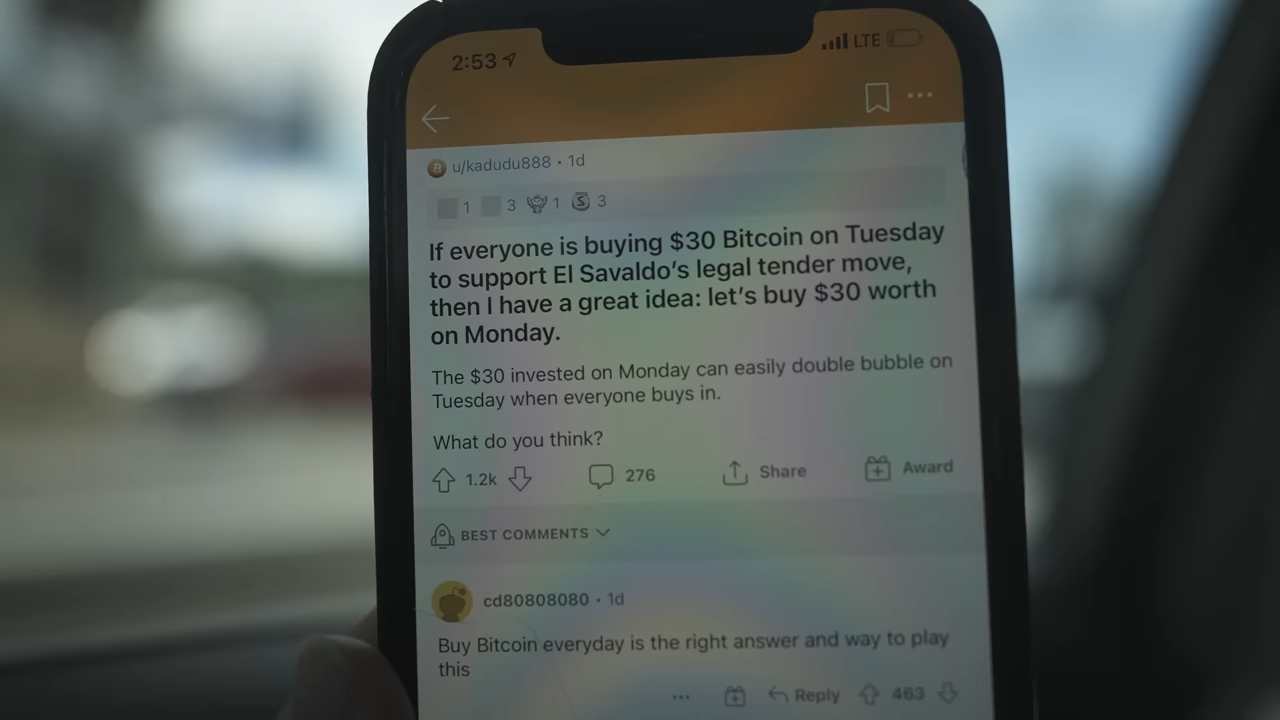 2:53 LTE
u/kadudu888 • 1d
1 3 1 3
If everyone is buying $30 Bitcoin on Tuesday
to support El Savaldo's legal tender move,
then I have a great idea: let's buy $30 worth
on Monday.
The $30 invested on Monday can easily double bubble on
Tuesday when everyone buys in.
What do you think?
1.2k 276 Share Award
BEST COMMENTS
cd80808080 • 1d
Buy Bitcoin everyday is the right answer and way to play
this
... Reply 463